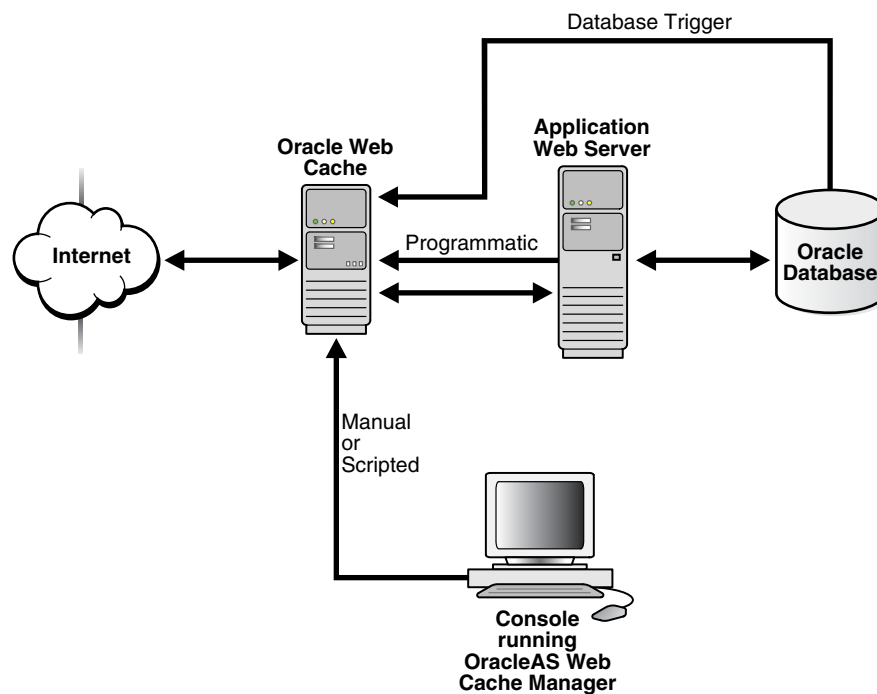 Database Trigger
Application
Web Server
Oracle Web
Cache
Internet
Programmatic
Oracle
Database
Manual
or
Scripted
Console
running
OracleAS Web
Cache Manager